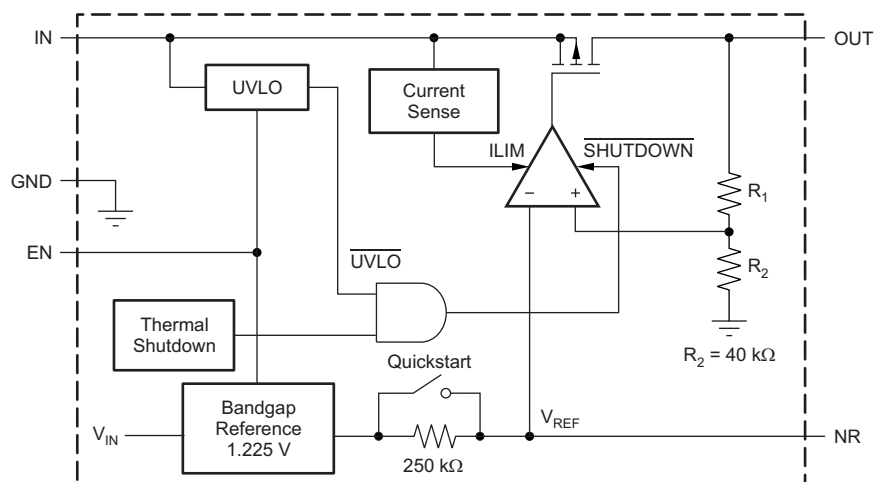 IN
OUT
UVLO
Current
Sense
ILIM
SHUTDOWN
GND
−
+
R1
EN
UVLO
R2
Thermal
Shutdown
Quickstart
R2 = 40 kΩ
Bandgap
Reference
1.225 V
VIN
VREF
NR
250 kΩ